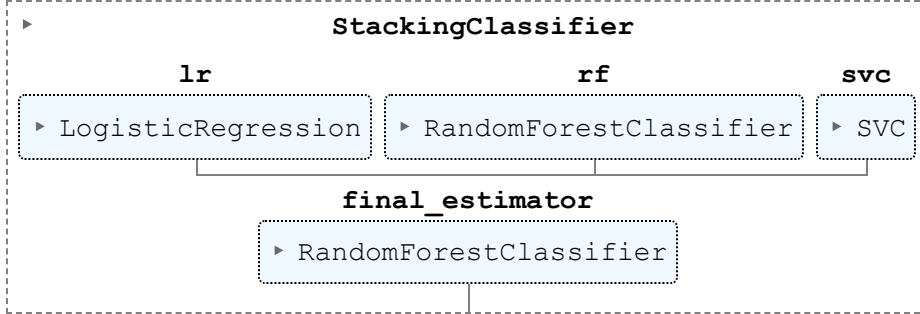 StackingClassifier
lr rf svc
LogisticRegression RandomForestClassifier SVC
final_estimator
RandomForestClassifier